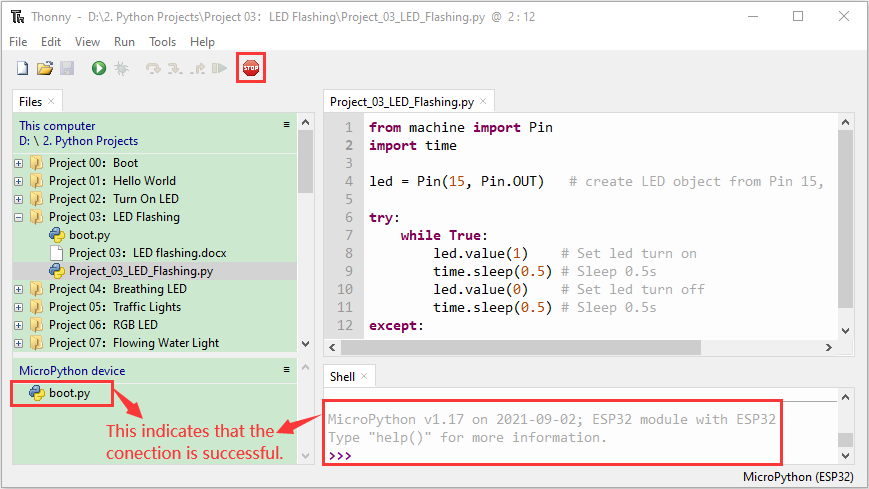 Thonny - D:\2. Python Projects\Project 03: LED Flashing\Project_03_LED_Flashing.py @ 2 : 12
File Edit View Run Tools Help
STOP
Files ×
This computer
D: \ 2. Python Projects
Project 00: Boot
Project 01: Hello World
Project 02: Turn On LED
Project 03: LED Flashing
boot.py
Project 03: LED flashing.docx
Project_03_LED_Flashing.py
Project 04: Breathing LED
Project 05: Traffic Lights
Project 06: RGB LED
Project 07: Flowing Water Light
MicroPython device
boot.py
This indicates that the
conection is successful.
Project_03_LED_Flashing.py ×
1 from machine import Pin
2 import time
3
4 led = Pin(15, Pin.OUT) # create LED object from Pin 15,
5
6 try:
7 while True:
8 led.value(1) # Set led turn on
9 time.sleep(0.5) # Sleep 0.5s
10 led.value(0) # Set led turn off
11 time.sleep(0.5) # Sleep 0.5s
12 except:
Shell ×
MicroPython v1.17 on 2021-09-02; ESP32 module with ESP32
Type "help()" for more information.
>>>
MicroPython (ESP32)